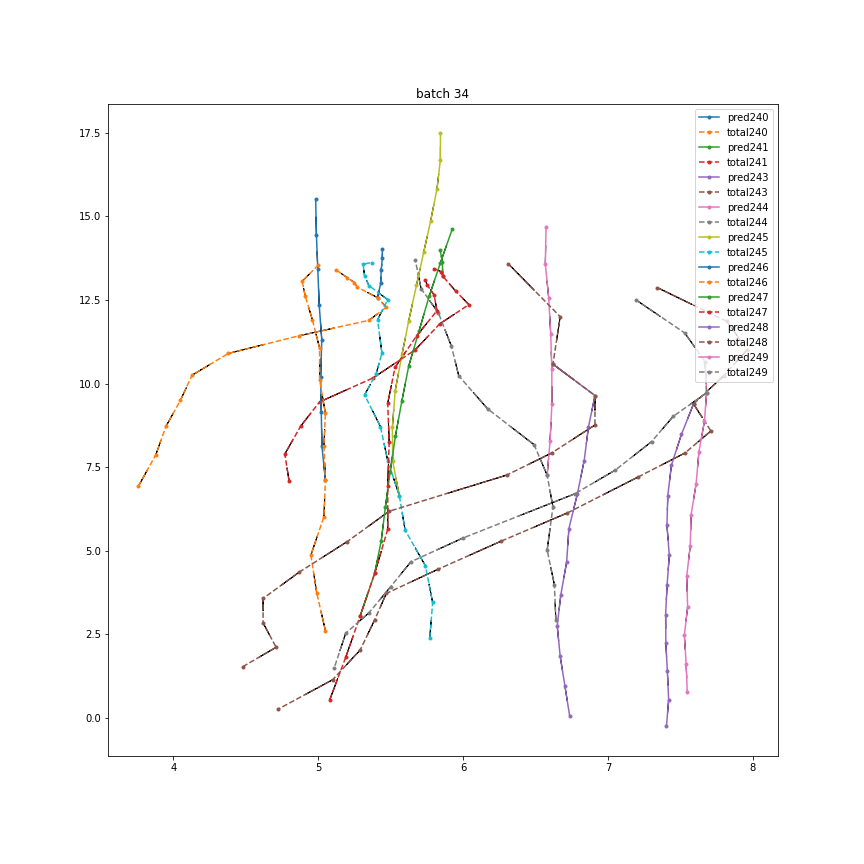 batch 34
17.5
15.0
12.5
10.0
7.5
5.0
2.5
0.0
4 5 6 7 8
pred240
total240
pred241
total241
pred243
total243
pred244
total244
pred245
total245
pred246
total246
pred247
total247
pred248
total248
pred249
total249